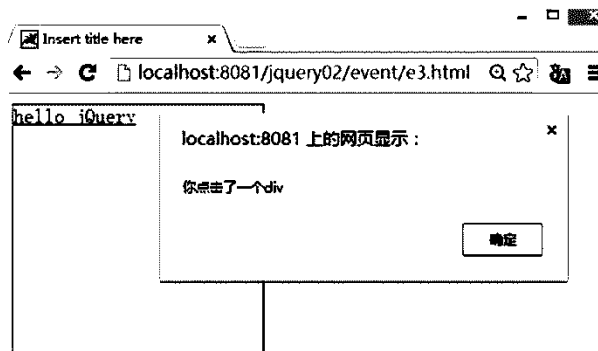 Insert title here
localhost:8081/jquery02/event/e3.html
hello jQuery
localhost:8081 上的网页显示：
你点击了一个div
确定